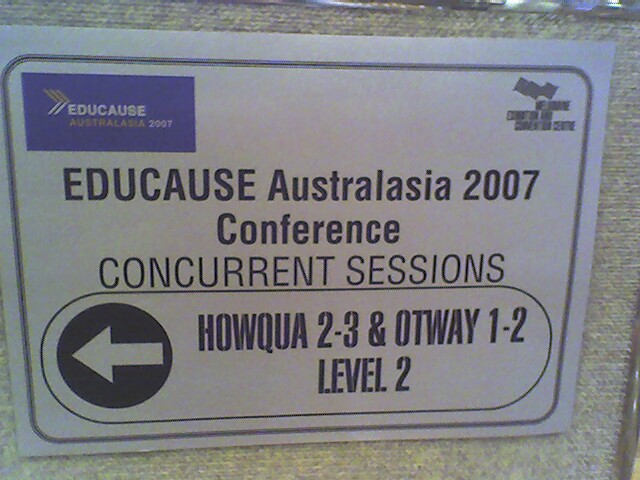 EDUCAUSE
AUSTRALASIA 2007
MELBOURNE
EXHIBITION AND
CONVENTION CENTRE
EDUCAUSE Australasia 2007
Conference
CONCURRENT SESSIONS
HOWQUA 2-3 & OTWAY 1-2
LEVEL 2